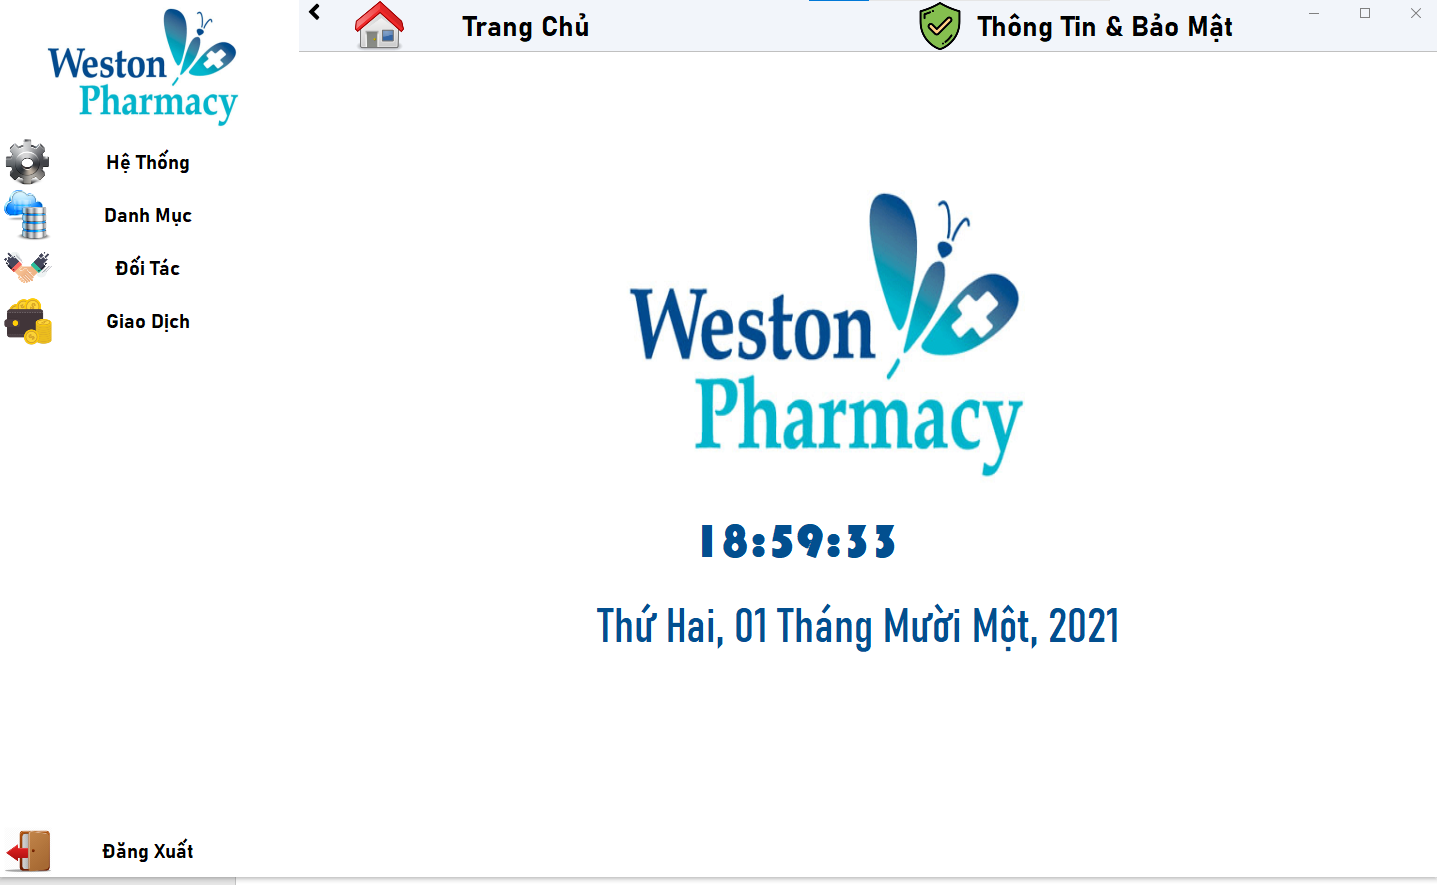 Weston
Pharmacy
Trang Chủ
Thông Tin & Bảo Mật
Hệ Thống
Danh Mục
Đối Tác
Giao Dịch
Weston
Pharmacy
18:59:33
Thứ Hai, 01 Tháng Mười Một, 2021
Đăng Xuất